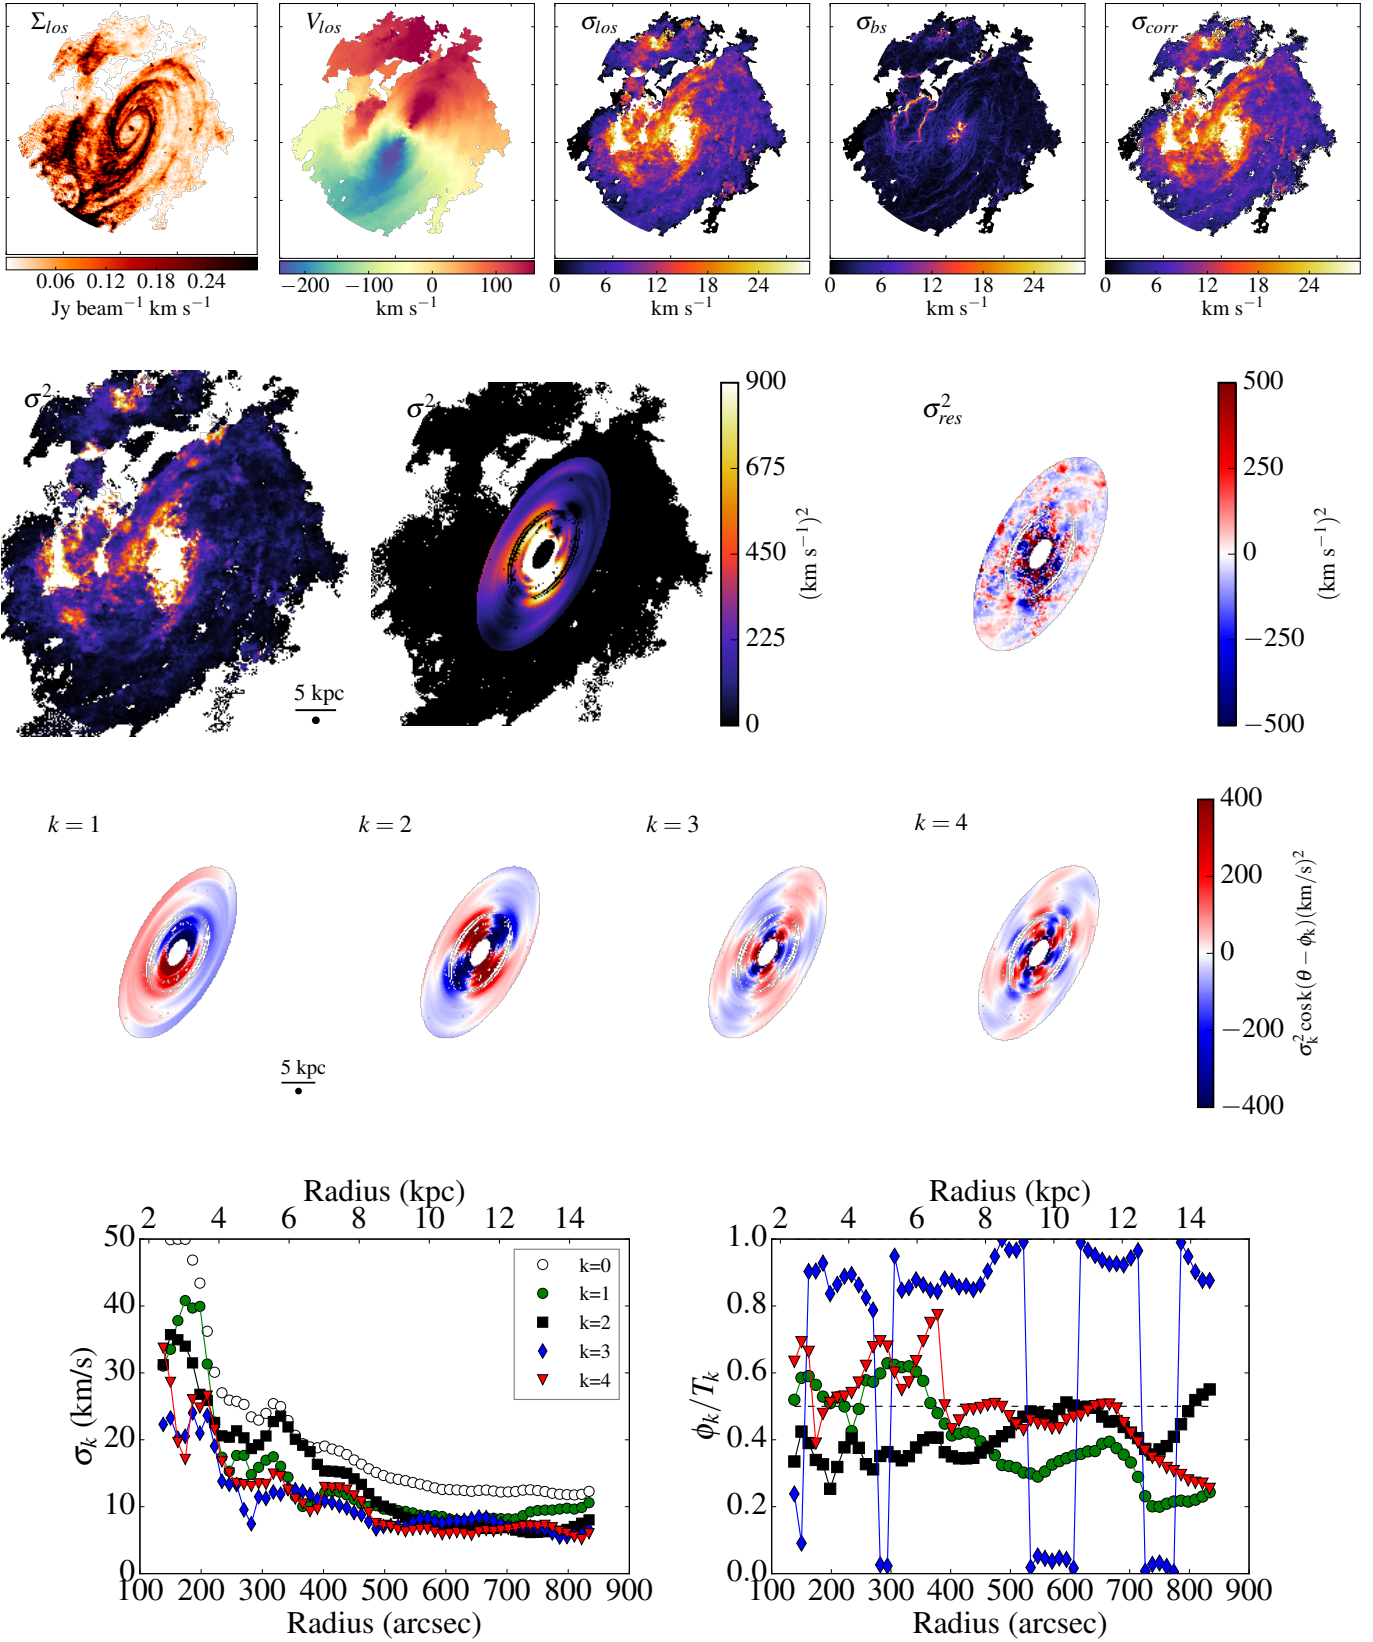 Σlos
Vlos
σlos
σbs
σcorr
0.06 0.12 0.18 0.24
Jy beam⁻¹ km s⁻¹
−200 −100 0 100
km s⁻¹
0 6 12 18 24
km s⁻¹
0 6 12 18 24
km s⁻¹
0 6 12 18 24
km s⁻¹
σ²
5 kpc
σ²
900
675
450
225
0
(km s⁻¹)²
σ²res
500
250
0
−250
−500
(km s⁻¹)²
k = 1
k = 2
k = 3
k = 4
5 kpc
400
200
0
−200
−400
σ²k cos k(θ − ϕk)(km/s)²
Radius (kpc)
2 4 6 8 10 12 14
50
40
30
20
10
0
σk (km/s)
k=0
k=1
k=2
k=3
k=4
100 200 300 400 500 600 700 800 900
Radius (arcsec)
Radius (kpc)
2 4 6 8 10 12 14
1.0
0.8
0.6
0.4
0.2
0.0
ϕk/Tk
100 200 300 400 500 600 700 800 900
Radius (arcsec)